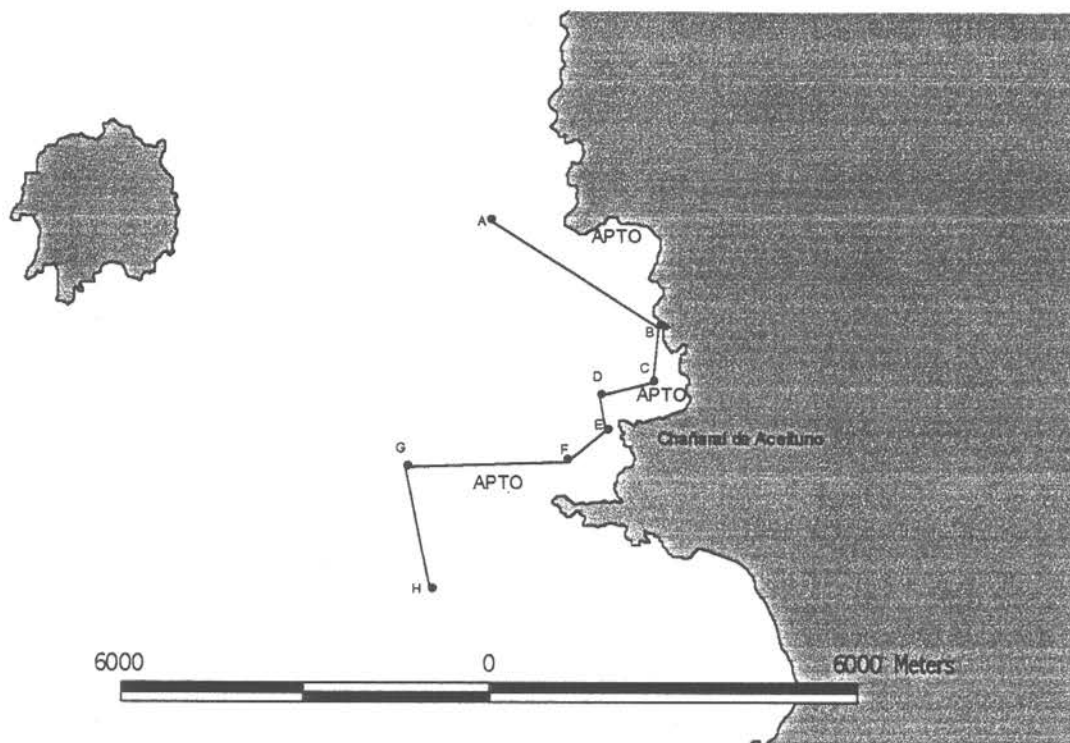 A
APTO
B
C
D
APTO
E
Chañaral de Aceituno
F
G
APTO
H
6000 0 6000 Meters